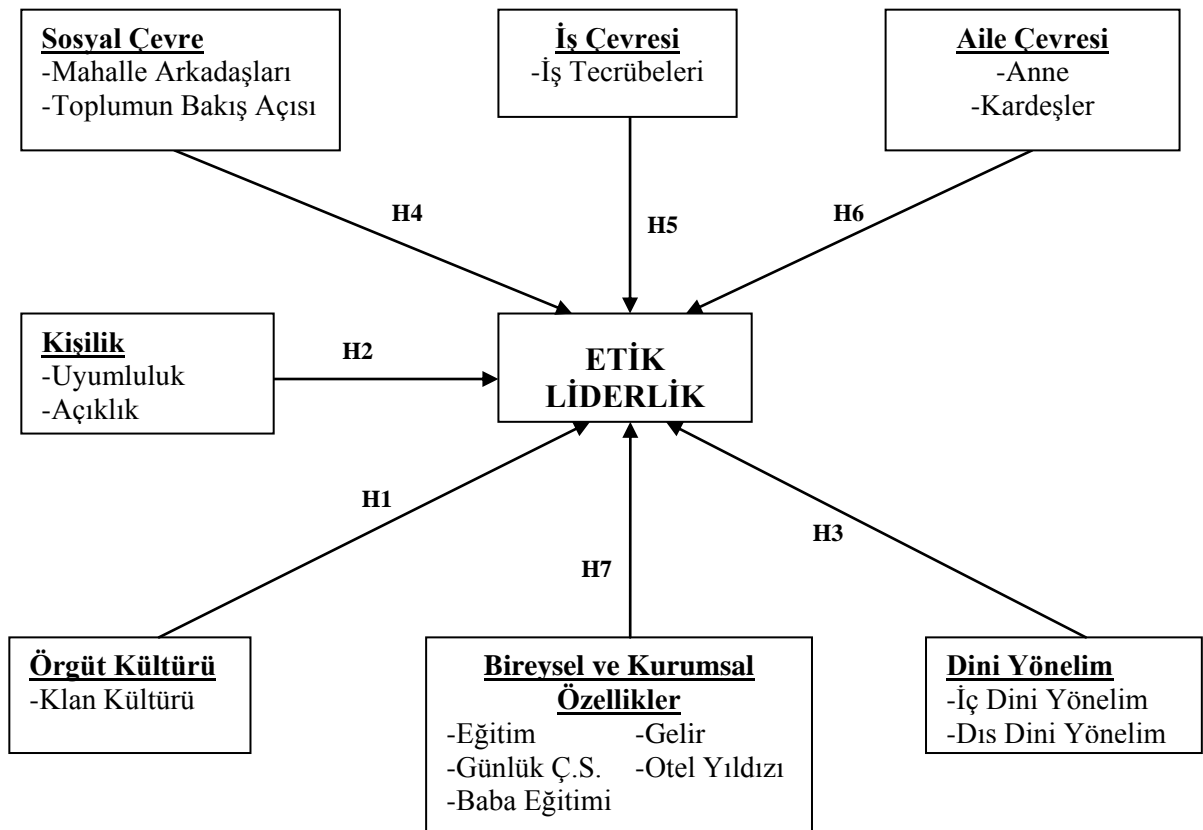 Sosyal Çevre
-Mahalle Arkadaşları
-Toplumun Bakış Açısı
İş Çevresi
-İş Tecrübeleri
Aile Çevresi
-Anne
-Kardeşler
H4
H5
H6
Kişilik
-Uyumluluk
-Açıklık
H2
ETİK
LİDERLİK
H1
H7
H3
Örgüt Kültürü
-Klan Kültürü
Bireysel ve Kurumsal
Özellikler
-Eğitim -Gelir
-Günlük Ç.S. -Otel Yıldızı
-Baba Eğitimi
Dini Yönelim
-İç Dini Yönelim
-Dıs Dini Yönelim